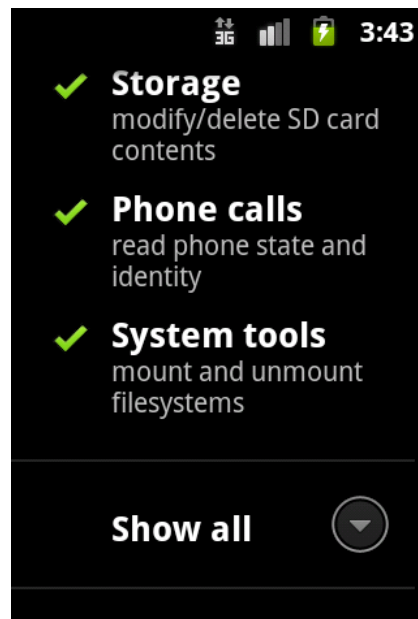 3G 3:43
Storage
modify/delete SD card
contents
Phone calls
read phone state and
identity
System tools
mount and unmount
filesystems
Show all